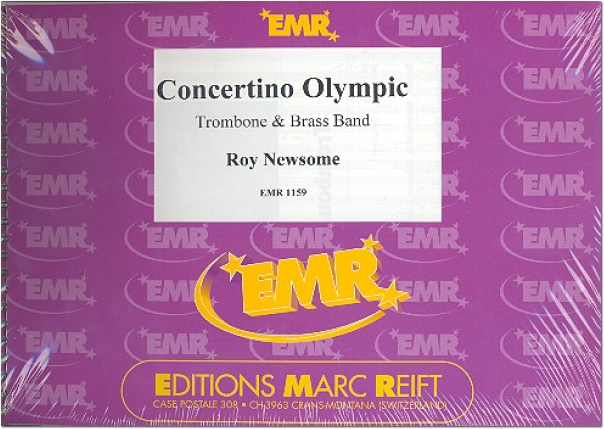 EMR
Concertino Olympic
Trombone & Brass Band
Roy Newsome
EMR 1159
EMR
EDITIONS MARC REIFT
CASE POSTALE 308 • CH-3963 CRANS-MONTANA (SWITZERLAND)